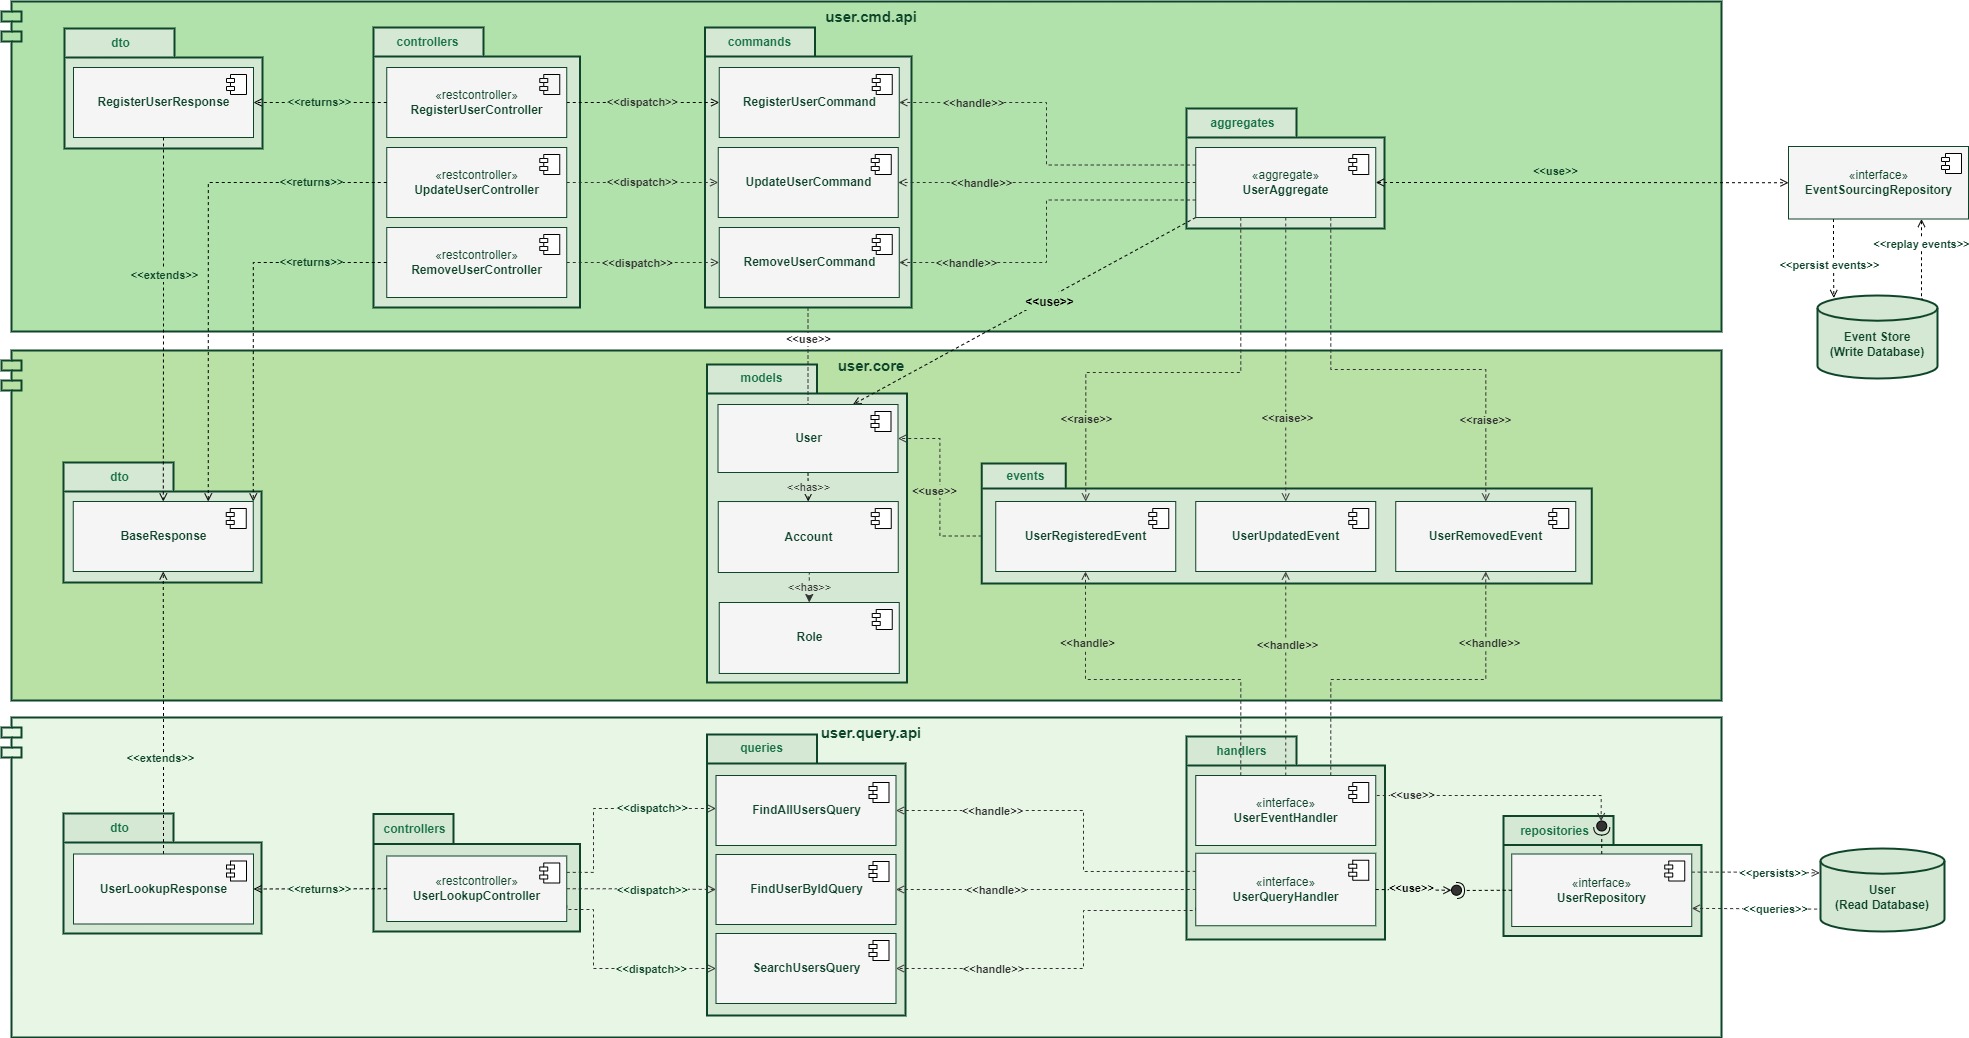 user.cmd.api
dto
controllers
commands
RegisterUserResponse
<<returns>>
«restcontroller»
RegisterUserController
<<dispatch>>
RegisterUserCommand
<<handle>>
aggregates
<<returns>>
«restcontroller»
UpdateUserController
<<dispatch>>
UpdateUserCommand
<<handle>>
«aggregate»
UserAggregate
<<use>>
«interface»
EventSourcingRepository
<<returns>>
«restcontroller»
RemoveUserController
<<dispatch>>
RemoveUserCommand
<<handle>>
<<replay events>>
<<persist events>>
<<extends>>
<<use>>
<<use>>
Event Store
(Write Database)
user.core
models
User
<<raise>>
<<raise>>
<<raise>>
dto
events
<<has>>
<<use>>
BaseResponse
Account
UserRegisteredEvent
UserUpdatedEvent
UserRemovedEvent
<<has>>
Role
<<handle>
<<handle>>
<<handle>>
user.query.api
queries
handlers
<<extends>>
<<dispatch>>
FindAllUsersQuery
<<handle>>
«interface»
UserEventHandler
<<use>>
dto
controllers
repositories
UserLookupResponse
<<returns>>
«restcontroller»
UserLookupController
<<dispatch>>
FindUserByIdQuery
<<handle>>
«interface»
UserQueryHandler
<<use>>
«interface»
UserRepository
<<persists>>
<<queries>>
User
(Read Database)
<<dispatch>>
SearchUsersQuery
<<handle>>